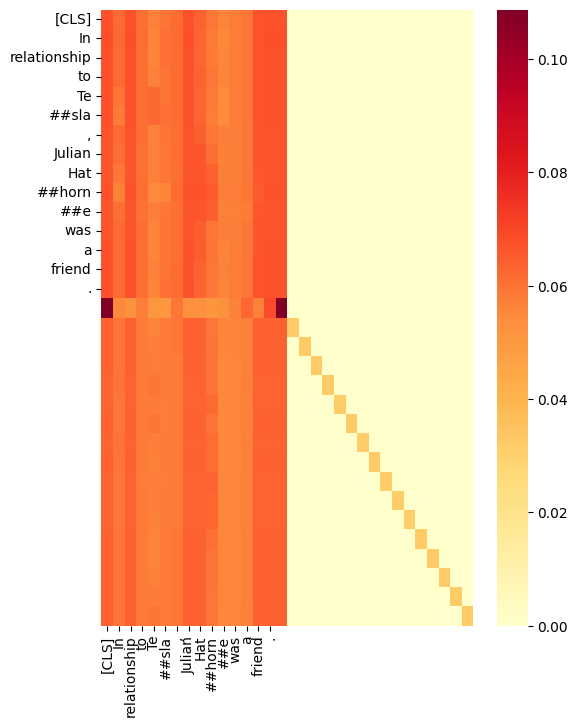 [CLS]
In
relationship
to
Te
##sla
,
Julian
Hat
##horn
##e
was
a
friend
.
0.10
0.08
0.06
0.04
0.02
0.00
[CLS]
In
relationship
to
Te
##sla
,
Julian
Hat
##horn
##e
was
a
friend
.